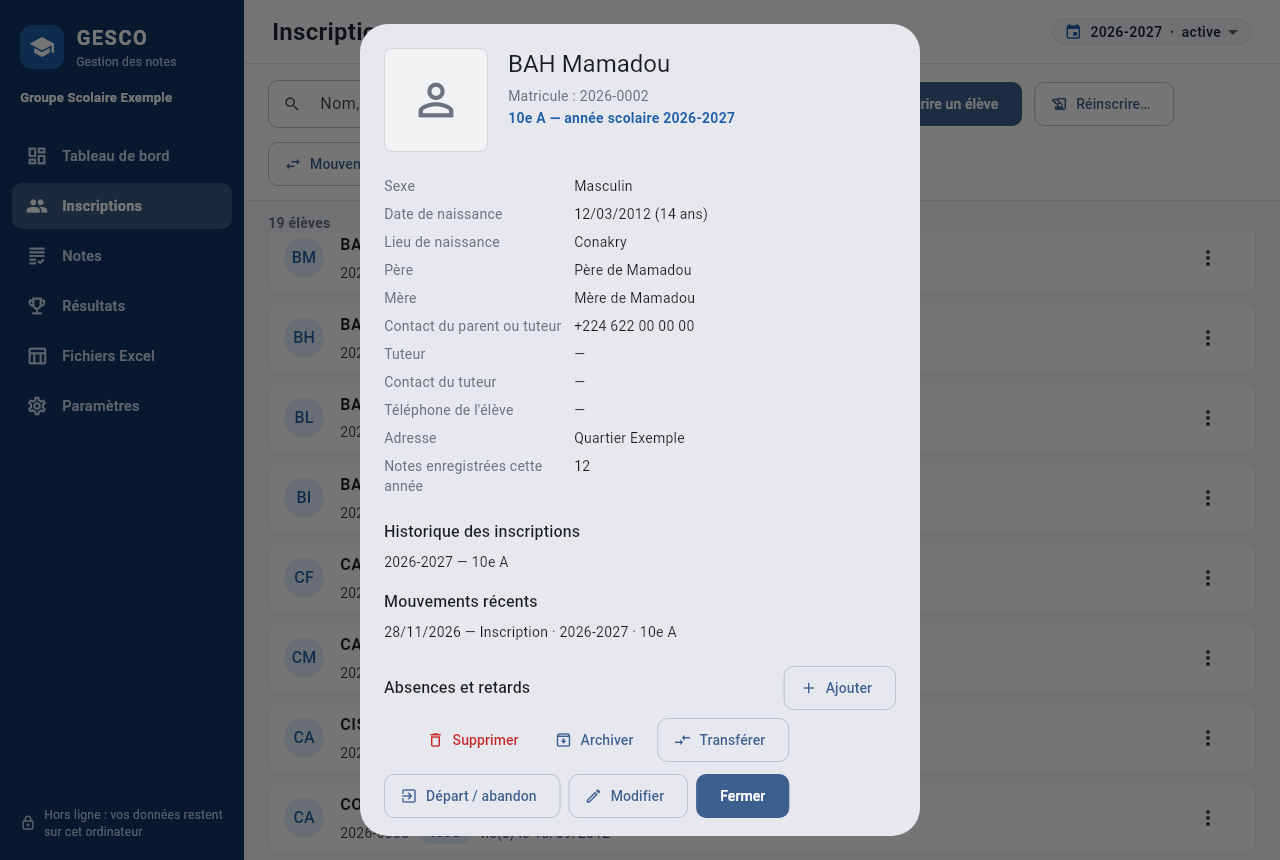 GESCO
Gestion des notes
Groupe Scolaire Exemple
Tableau de bord
Inscriptions
Notes
Résultats
Fichiers Excel
Paramètres
Hors ligne : vos données restent
sur cet ordinateur
2026-2027 · active
Nom,
Réinscrire...
un élève
19 élèves
BM
BH
BL
BI
CF
CM
CA
CA
BAH Mamadou
Matricule : 2026-0002
10e A — année scolaire 2026-2027
Sexe Masculin
Date de naissance 12/03/2012 (14 ans)
Lieu de naissance Conakry
Père Père de Mamadou
Mère Mère de Mamadou
Contact du parent ou tuteur +224 622 00 00 00
Tuteur —
Contact du tuteur —
Téléphone de l'élève —
Adresse Quartier Exemple
Notes enregistrées cette 12
année
Historique des inscriptions
2026-2027 — 10e A
Mouvements récents
28/11/2026 — Inscription · 2026-2027 · 10e A
Absences et retards
Ajouter
Supprimer Archiver Transférer
Départ / abandon Modifier Fermer